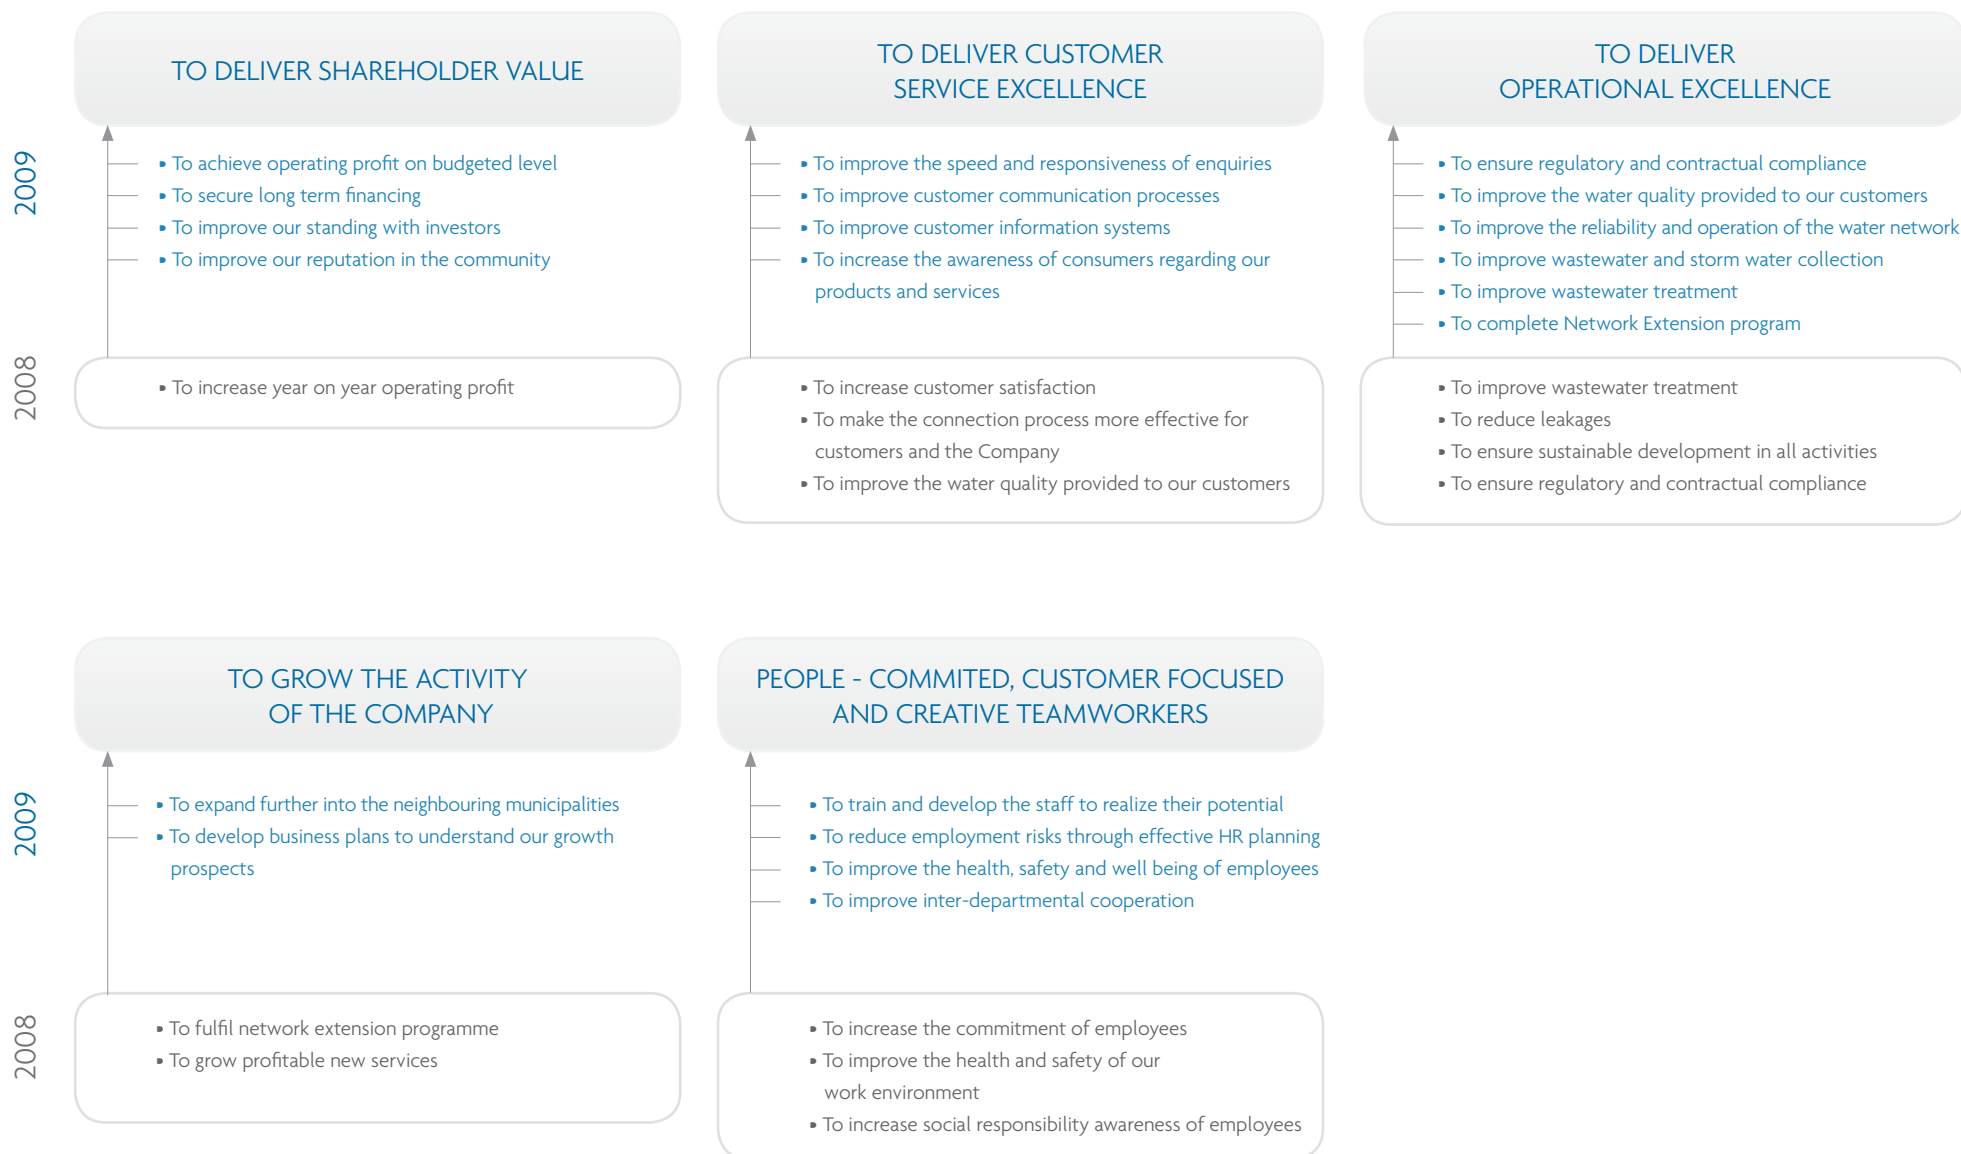 TO DELIVER SHAREHOLDER VALUE
2009
▪ To achieve operating profit on budgeted level
▪ To secure long term financing
▪ To improve our standing with investors
▪ To improve our reputation in the community
2008
▪ To increase year on year operating profit
TO DELIVER CUSTOMER
SERVICE EXCELLENCE
▪ To improve the speed and responsiveness of enquiries
▪ To improve customer communication processes
▪ To improve customer information systems
▪ To increase the awareness of consumers regarding our
products and services
▪ To increase customer satisfaction
▪ To make the connection process more effective for
customers and the Company
▪ To improve the water quality provided to our customers
TO DELIVER
OPERATIONAL EXCELLENCE
▪ To ensure regulatory and contractual compliance
▪ To improve the water quality provided to our customers
▪ To improve the reliability and operation of the water network
▪ To improve wastewater and storm water collection
▪ To improve wastewater treatment
▪ To complete Network Extension program
▪ To improve wastewater treatment
▪ To reduce leakages
▪ To ensure sustainable development in all activities
▪ To ensure regulatory and contractual compliance
TO GROW THE ACTIVITY
OF THE COMPANY
2009
▪ To expand further into the neighbouring municipalities
▪ To develop business plans to understand our growth
prospects
2008
▪ To fulfil network extension programme
▪ To grow profitable new services
PEOPLE - COMMITED, CUSTOMER FOCUSED
AND CREATIVE TEAMWORKERS
▪ To train and develop the staff to realize their potential
▪ To reduce employment risks through effective HR planning
▪ To improve the health, safety and well being of employees
▪ To improve inter-departmental cooperation
▪ To increase the commitment of employees
▪ To improve the health and safety of our
work environment
▪ To increase social responsibility awareness of employees